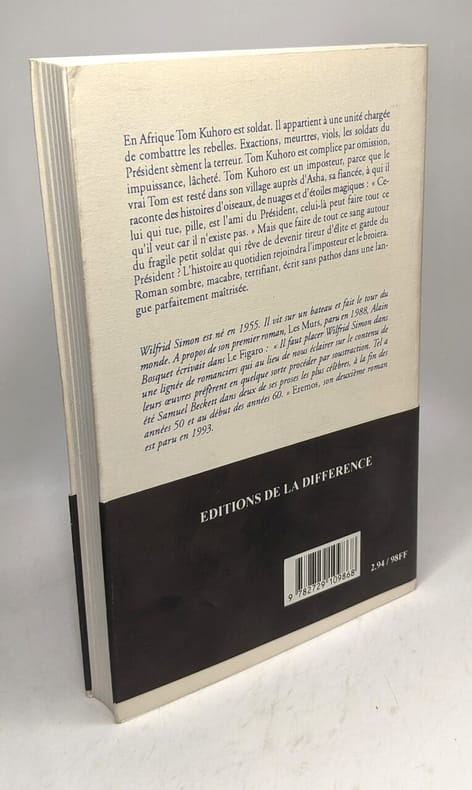 En Afrique Tom Kuhoro est soldat. Il appartient à une unité chargée
de combattre les rebelles. Exactions, meurtres, viols, les soldats du
Président sèment la terreur. Tom Kuhoro est complice par omission,
impuissance, lâcheté. Tom Kuhoro est un imposteur, parce que le
vrai Tom est resté dans son village auprès d'Asha, sa fiancée, à qui il
raconte des histoires d'oiseaux, de nuages et d'étoiles magiques : « Ce-
lui qui tue, pille, est l'ami du Président, celui-là peut faire tout ce
qu'il veut car il n'existe pas. » Mais que faire de tout ce sang autour
du fragile petit soldat qui rêve de devenir tireur d'élite et garde du
Président ? L'histoire au quotidien rejoindra l'imposteur et le broiera.
Roman sombre, macabre, terrifiant, écrit sans pathos dans une lan-
gue parfaitement maîtrisée.
Wilfrid Simon est né en 1955. Il vit sur un bateau et fait le tour du
monde. A propos de son premier roman, Les Murs, paru en 1988, Alain
Bosquet écrivait dans Le Figaro : « Il faut placer Wilfrid Simon dans
une lignée de romanciers qui au lieu de nous éclairer sur le contenu de
leurs œuvres préfèrent en quelque sorte procéder par soustraction. Tel a
été Samuel Beckett dans deux de ses proses les plus célèbres, à la fin des
années 50 et au début des années 60. » Eremos, son deuxième roman
est paru en 1993.
EDITIONS DE LA DIFFERENCE
9 782729 109868
2.94 / 98FF